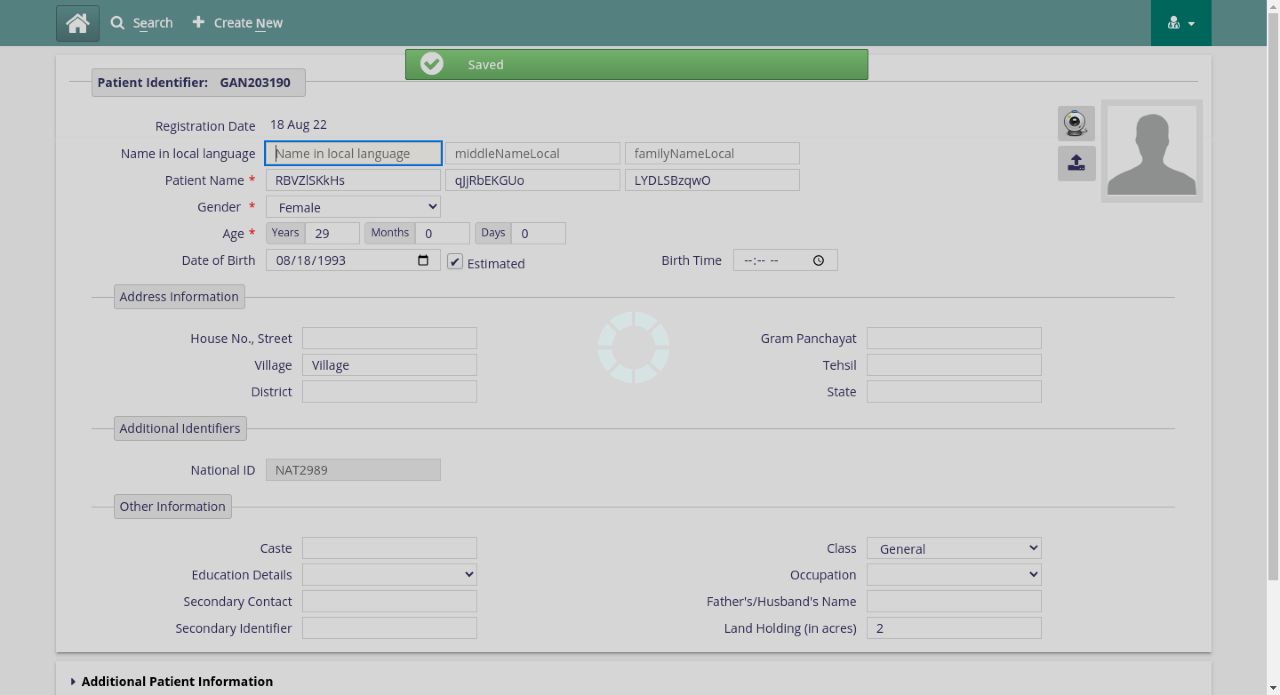 Search Create New
Saved
Patient Identifier: GAN203190
Registration Date 18 Aug 22
Name in local language Name in local language middleNameLocal familyNameLocal
Patient Name * RBVZlSKkHs qJjRbEKGUo LYDLSBzqwO
Gender * Female
Age * Years 29 Months 0 Days 0
Date of Birth 08/18/1993 Estimated Birth Time --:-- --
Address Information
House No., Street Gram Panchayat
Village Village Tehsil
District State
Additional Identifiers
National ID NAT2989
Other Information
Caste Class General
Education Details Occupation
Secondary Contact Father's/Husband's Name
Secondary Identifier Land Holding (in acres) 2
Additional Patient Information